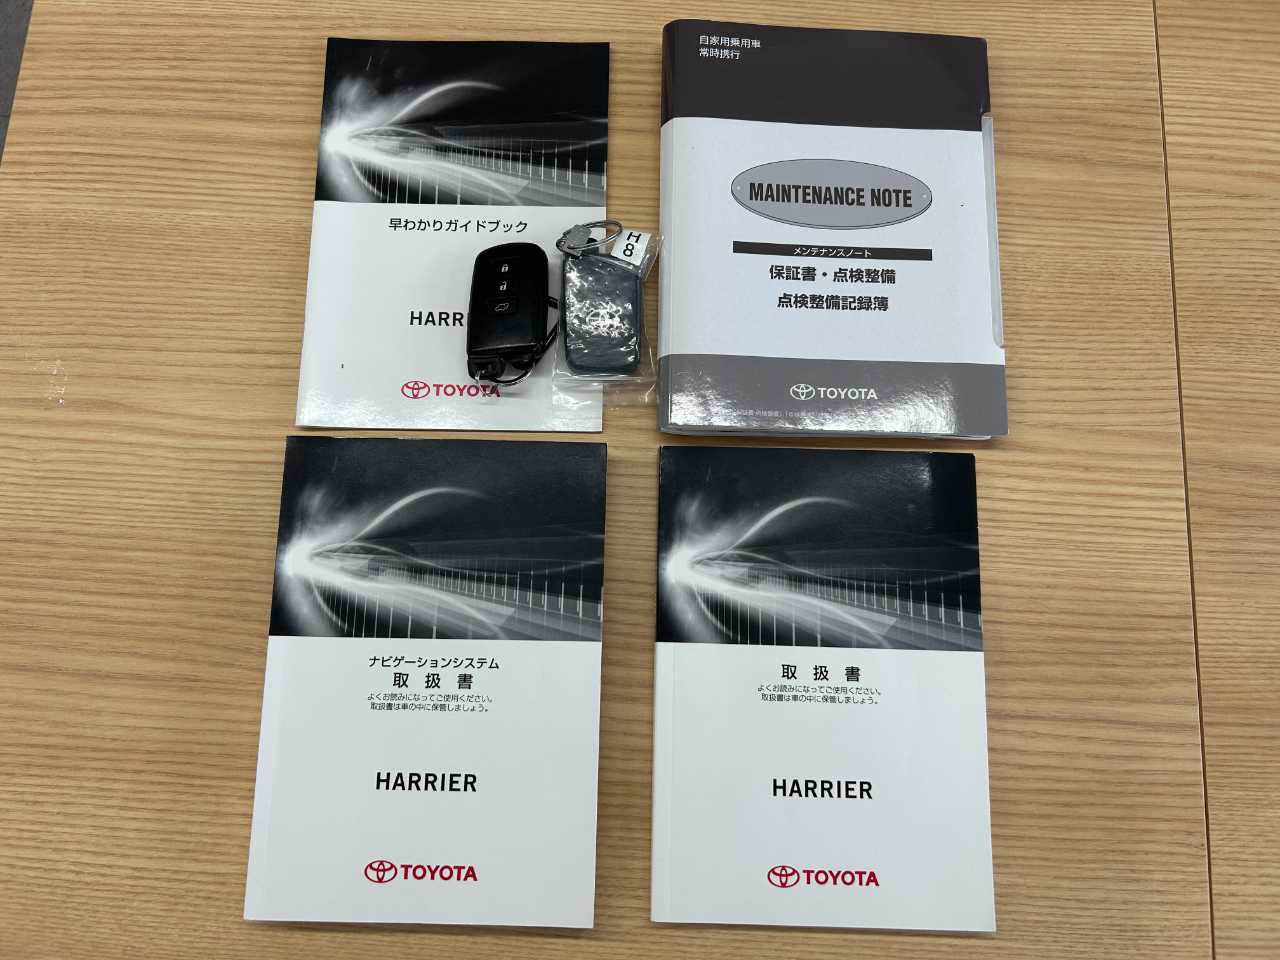 早わかりガイドブック
HARR
TOYOTA
H8
自家用乗用車
常時携行
MAINTENANCE NOTE
メンテナンスノート
保証書・点検整備
点検整備記録簿
TOYOTA
ナビゲーションシステム
取扱書
よくお読みになってご使用ください。
取扱書は車の中に保管しましょう。
HARRIER
TOYOTA
取扱書
よくお読みになってご使用ください。
取扱書は車の中に保管しましょう。
HARRIER
TOYOTA